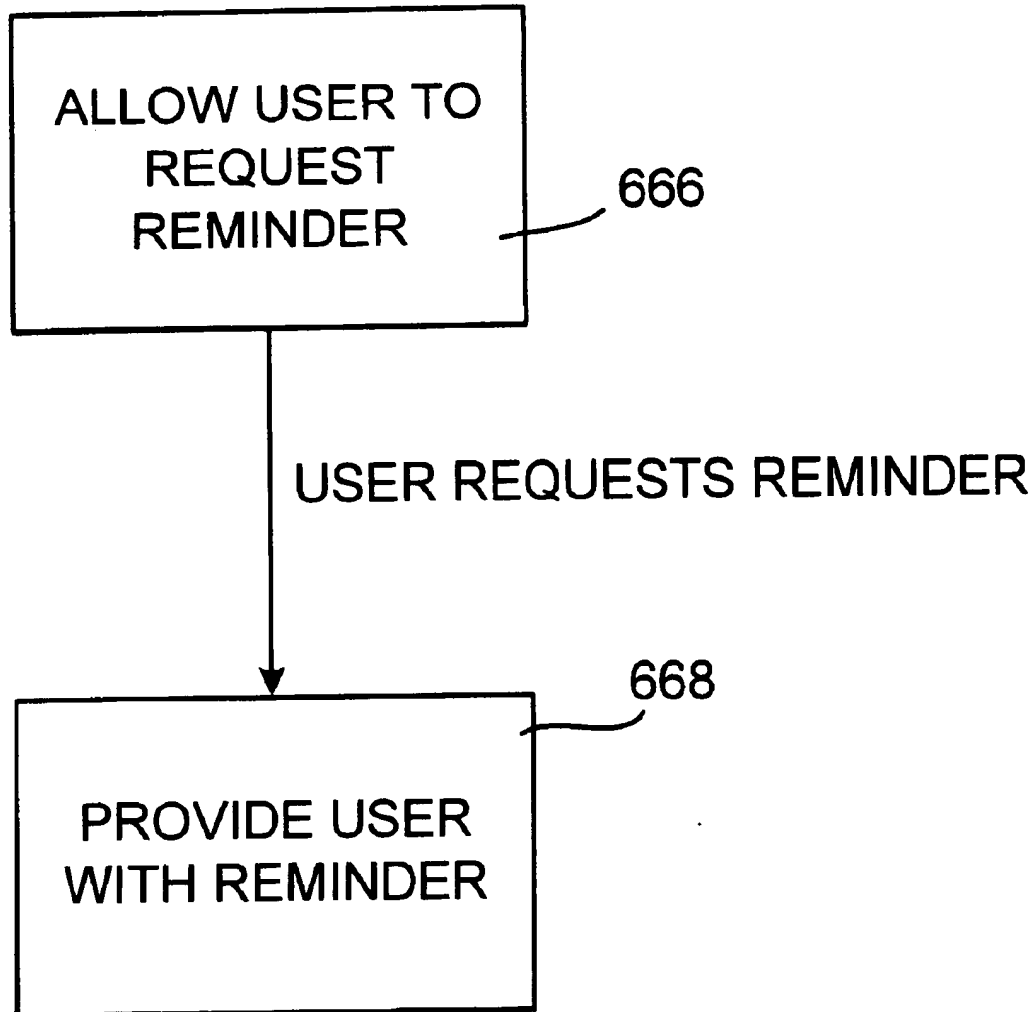 ALLOW USER TO
REQUEST
REMINDER
666
USER REQUESTS REMINDER
668
PROVIDE USER
WITH REMINDER